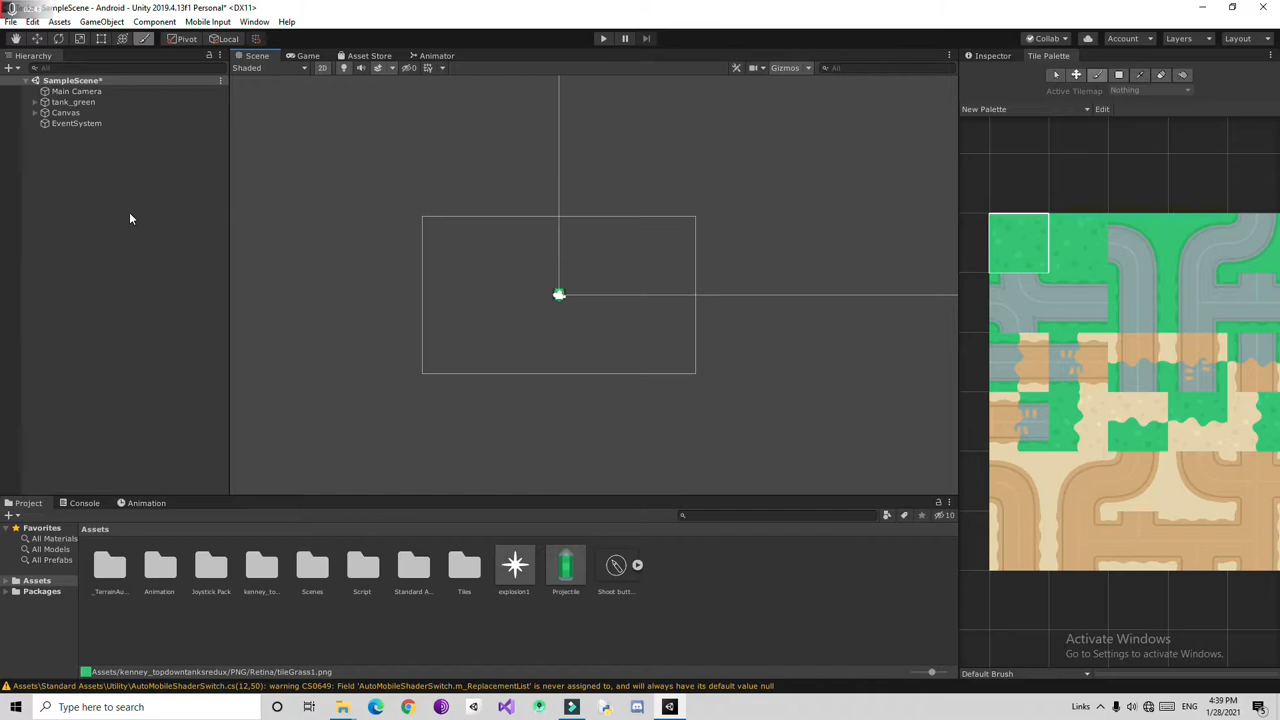 SampleScene - Android - Unity 2019.4.13f1 Personal* <DX11>
File Edit Assets GameObject Component Mobile Input Window Help
Pivot Local Collab Account Layers Layout
Hierarchy Scene Game Asset Store Animator Inspector Tile Palette
All Shaded 2D 0 Gizmos All
SampleScene*
Main Camera
tank_green
Canvas
EventSystem
Active Tilemap Nothing
New Palette Edit
Project Console Animation
10
Favorites
All Materials
All Models
All Prefabs
Assets
Packages
Assets
_TerrainAu... Animation Joystick Pack kenney_to... Scenes Script Standard A... Tiles explosion1 Projectile Shoot butt...
Assets/kenney_topdowntanksredux/PNG/Retina/tileGrass1.png
Activate Windows
Go to Settings to activate Windows.
Default Brush
Assets\Standard Assets\Utility\AutoMobileShaderSwitch.cs(12,50): warning CS0649: Field 'AutoMobileShaderSwitch.m_ReplacementList' is never assigned to, and will always have its default value null
Type here to search
Links
4:39 PM
1/28/2021